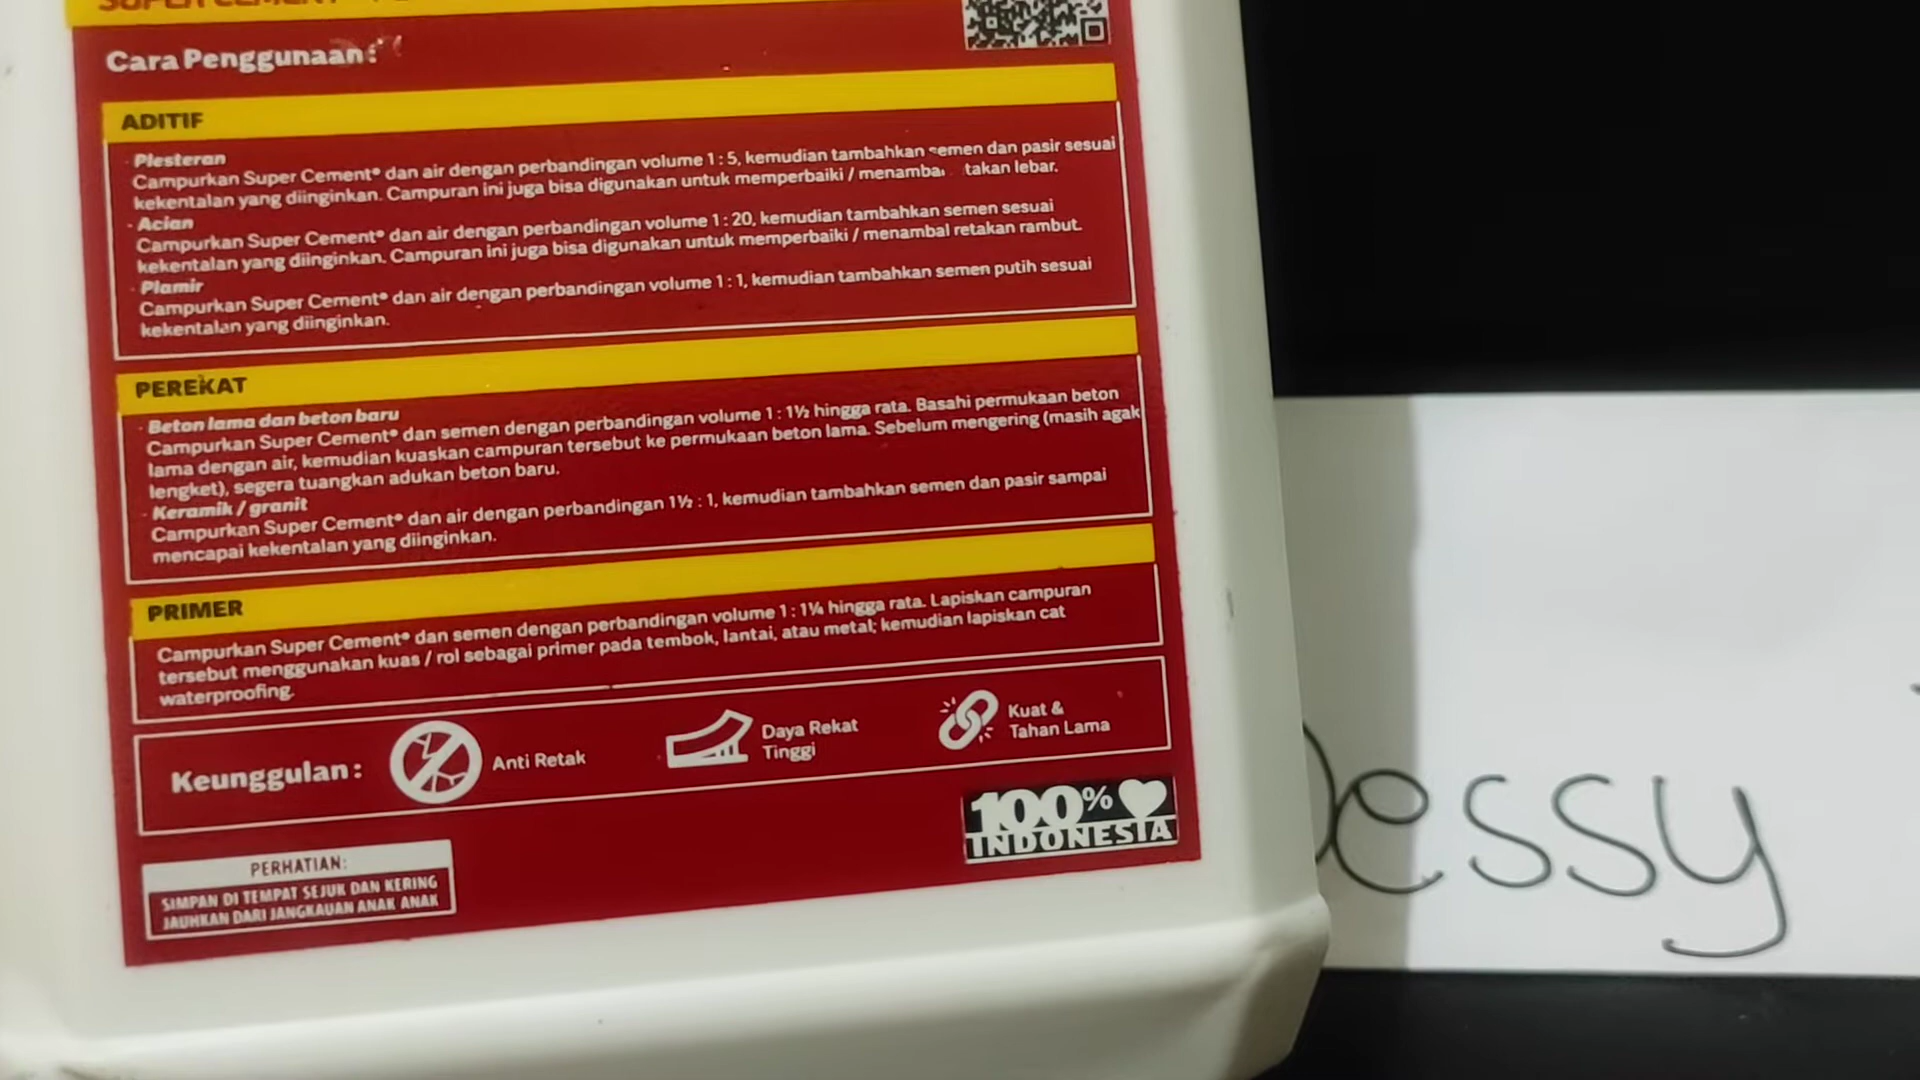 SUPER CEMENT
Cara Penggunaan:
ADITIF
· Plesteran
Campurkan Super Cement® dan air dengan perbandingan volume 1 : 5, kemudian tambahkan semen dan pasir sesuai
kekentalan yang diinginkan. Campuran ini juga bisa digunakan untuk memperbaiki / menamba takan lebar.
· Acian
Campurkan Super Cement® dan air dengan perbandingan volume 1 : 20, kemudian tambahkan semen sesuai
kekentalan yang diinginkan. Campuran ini juga bisa digunakan untuk memperbaiki / menambal retakan rambut.
· Plamir
Campurkan Super Cement® dan air dengan perbandingan volume 1 : 1, kemudian tambahkan semen putih sesuai
kekentalan yang diinginkan.
PEREKAT
· Beton lama dan beton baru
Campurkan Super Cement® dan semen dengan perbandingan volume 1 : 1½ hingga rata. Basahi permukaan beton
lama dengan air, kemudian kuaskan campuran tersebut ke permukaan beton lama. Sebelum mengering (masih agak
lengket), segera tuangkan adukan beton baru.
· Keramik / granit
Campurkan Super Cement® dan air dengan perbandingan 1½ : 1, kemudian tambahkan semen dan pasir sampai
mencapai kekentalan yang diinginkan.
PRIMER
Campurkan Super Cement® dan semen dengan perbandingan volume 1 : 1¼ hingga rata. Lapiskan campuran
tersebut menggunakan kuas / rol sebagai primer pada tembok, lantai, atau metal; kemudian lapiskan cat
waterproofing.
Keunggulan :
Anti Retak
Daya Rekat
Tinggi
Kuat &
Tahan Lama
100%
INDONESIA
PERHATIAN:
SIMPAN DI TEMPAT SEJUK DAN KERING
JAUHKAN DARI JANGKAUAN ANAK ANAK
essy